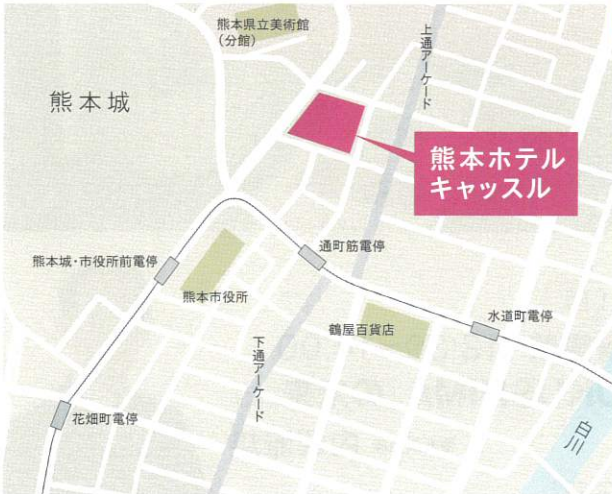 熊本県立美術館
(分館)
上通アーケード
熊本城
熊本ホテル
キャッスル
熊本城・市役所前電停
通町筋電停
熊本市役所
水道町電停
鶴屋百貨店
下通アーケード
花畑町電停
白川